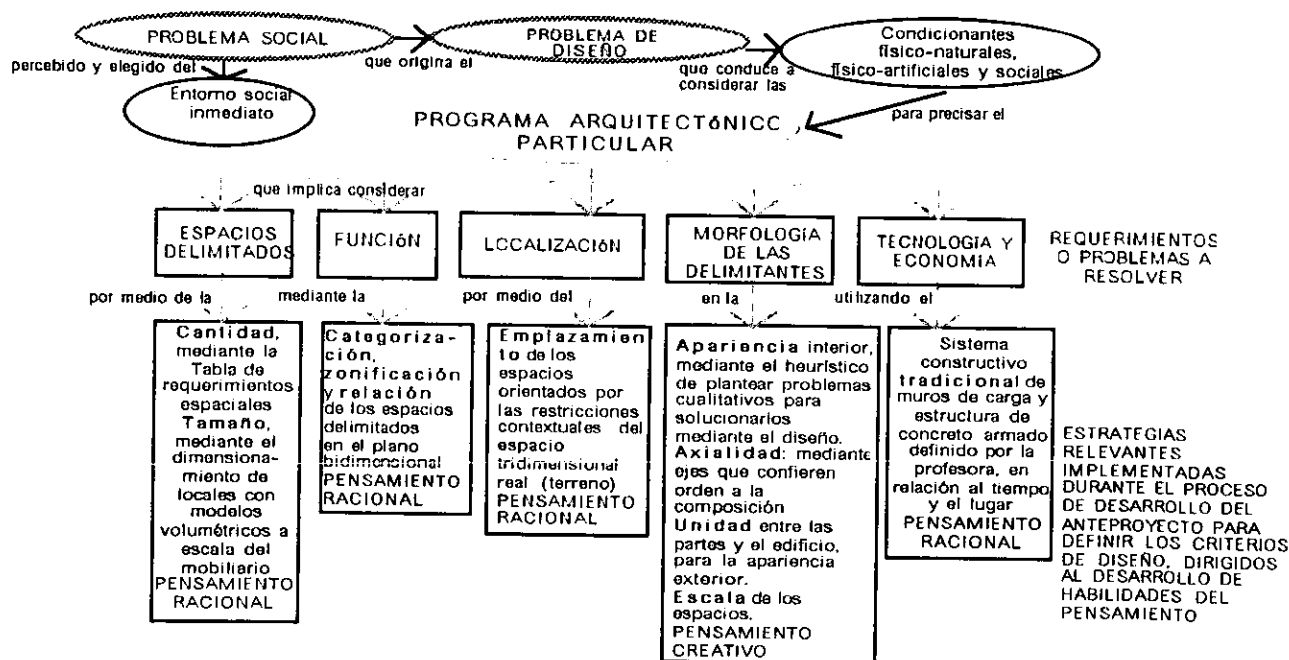 PROBLEMA SOCIAL
que origina el
PROBLEMA DE
DISEÑO
que conduce a
considerar las
Condicionantes
físico-naturales,
físico-artificiales y sociales
percebido y elegido del
Entorno social
inmediato
para precisar el
PROGRAMA ARQUITECTÓNICO
PARTICULAR
que implica considerar
ESPACIOS
DELIMITADOS
FUNCIÓN
LOCALIZACIÓN
MORFOLOGÍA
DE LAS
DELIMITANTES
TECNOLOGÍA Y
ECONOMÍA
REQUERIMIENTOS
O PROBLEMAS A
RESOLVER
por medio de la
mediante la
por medio del
en la
utilizando el
Cantidad,
mediante la
Tabla de
requerimientos
espaciales
Tamaño,
mediante el
dimensiona-
miento de
locales con
modelos
volumétricos a
escala del
mobiliario
PENSAMIENTO
RACIONAL
Categoriza-
ción,
zonificación
y relación
de los espacios
delimitados
en el plano
bidimensional
PENSAMIENTO
RACIONAL
Emplazamien
to de los
espacios
orientados por
las restricciones
contextuales del
espacio
tridimensional
real (terreno)
PENSAMIENTO
RACIONAL
Apariencia interior,
mediante el heurístico
de plantear problemas
cualitativos para
solucionarlos
mediante el diseño.
Axialidad: mediante
ejes que confieren
orden a la
composición
Unidad entre las
partes y el edificio,
para la apariencia
exterior.
Escala de los
espacios.
PENSAMIENTO
CREATIVO
Sistema
constructivo
tradicional de
muros de carga y
estructura de
concreto armado
definido por la
profesora, en
relación al tiempo
y el lugar
PENSAMIENTO
RACIONAL
ESTRATEGIAS
RELEVANTES
IMPLEMENTADAS
DURANTE EL PROCESO
DE DESARROLLO DEL
ANTEPROYECTO PARA
DEFINIR LOS CRITERIOS
DE DISEÑO, DIRIGIDOS
AL DESARROLLO DE
HABILIDADES DEL
PENSAMIENTO